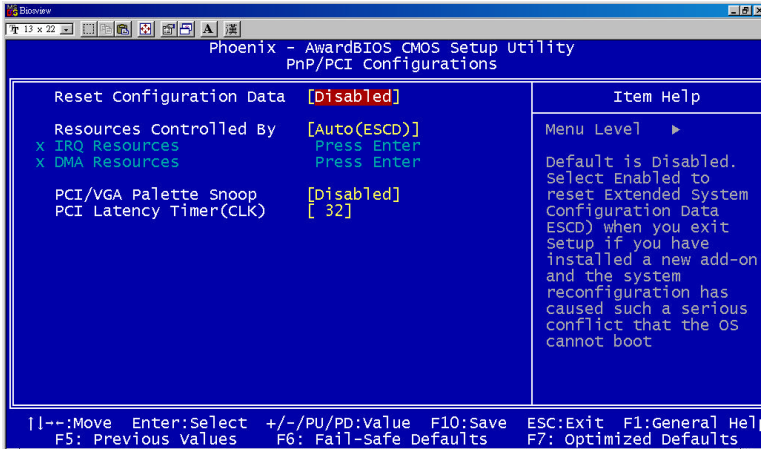 Biosview
Tr 13 x 22
A 漢
Phoenix - AwardBIOS CMOS Setup Utility
PnP/PCI Configurations
Reset Configuration Data [Disabled]
Resources Controlled By [Auto(ESCD)]
x IRQ Resources Press Enter
x DMA Resources Press Enter
PCI/VGA Palette Snoop [Disabled]
PCI Latency Timer(CLK) [ 32]
Item Help
Menu Level ►
Default is Disabled.
Select Enabled to
reset Extended System
Configuration Data
ESCD) when you exit
Setup if you have
installed a new add-on
and the system
reconfiguration has
caused such a serious
conflict that the OS
cannot boot
↑↓→←:Move Enter:Select +/-/PU/PD:Value F10:Save ESC:Exit F1:General Help
F5: Previous Values F6: Fail-Safe Defaults F7: Optimized Defaults